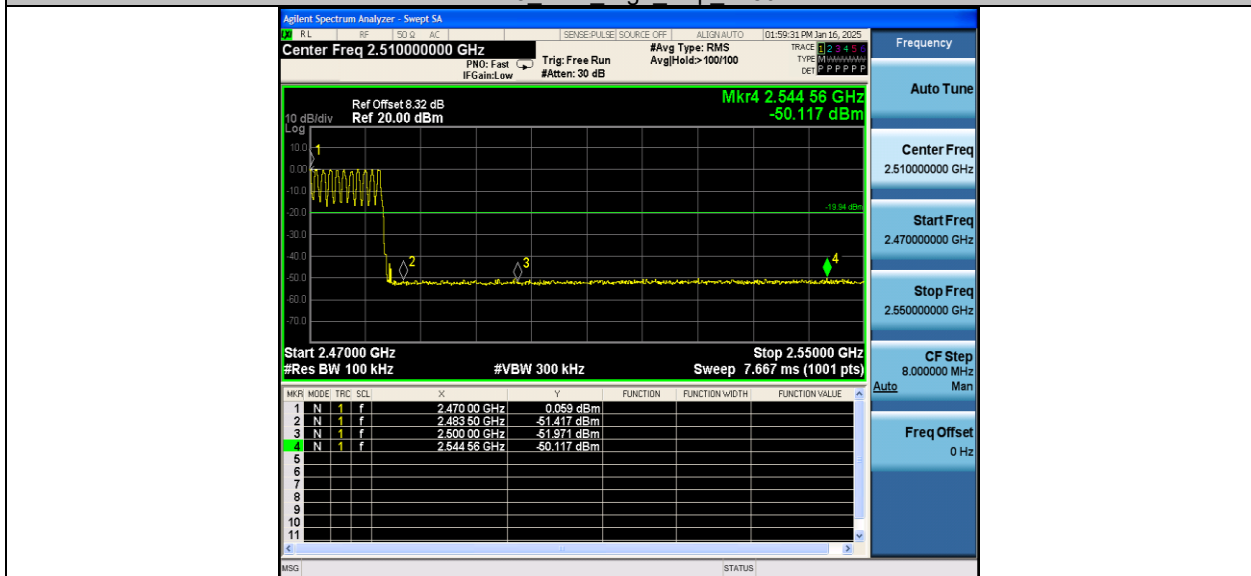 Agilent Spectrum Analyzer - Swept SA
RL RF 50 Ω AC SENSE:PULSE SOURCE OFF ALIGNAUTO 01:59:31 PM Jan 16, 2025
Center Freq 2.510000000 GHz
PNO: Fast
IFGain:Low
Trig: Free Run
#Atten: 30 dB
#Avg Type: RMS
Avg|Hold:>100/100
TRACE 1 2 3 4 5 6
TYPE M
DET P P P P P P
Mkr4 2.544 56 GHz
-50.117 dBm
Ref Offset 8.32 dB
10 dB/div Ref 20.00 dBm
Log
10.0
0.00
-10.0
-20.0
-30.0
-40.0
-50.0
-60.0
-70.0
1
2
3
4
-19.94 dBm
Start 2.47000 GHz Stop 2.55000 GHz
#Res BW 100 kHz #VBW 300 kHz Sweep 7.667 ms (1001 pts)
MKR MODE TRC SCL X Y FUNCTION FUNCTION WIDTH FUNCTION VALUE
1 N 1 f 2.470 00 GHz 0.059 dBm
2 N 1 f 2.483 50 GHz -51.417 dBm
3 N 1 f 2.500 00 GHz -51.971 dBm
4 N 1 f 2.544 56 GHz -50.117 dBm
5
6
7
8
9
10
11
MSG STATUS
Frequency
Auto Tune
Center Freq
2.510000000 GHz
Start Freq
2.470000000 GHz
Stop Freq
2.550000000 GHz
CF Step
8.000000 MHz
Auto Man
Freq Offset
0 Hz